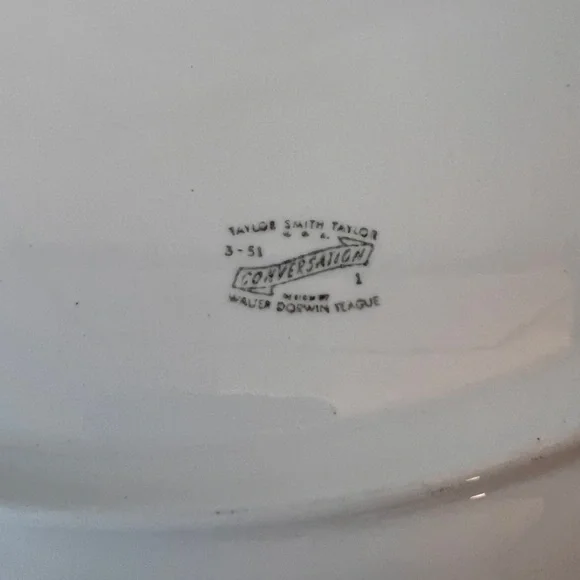 TAYLOR SMITH TAYLOR
U.S.A.
3-51
CONVERSATION
1
DESIGN BY
WALTER DORWIN TEAGUE